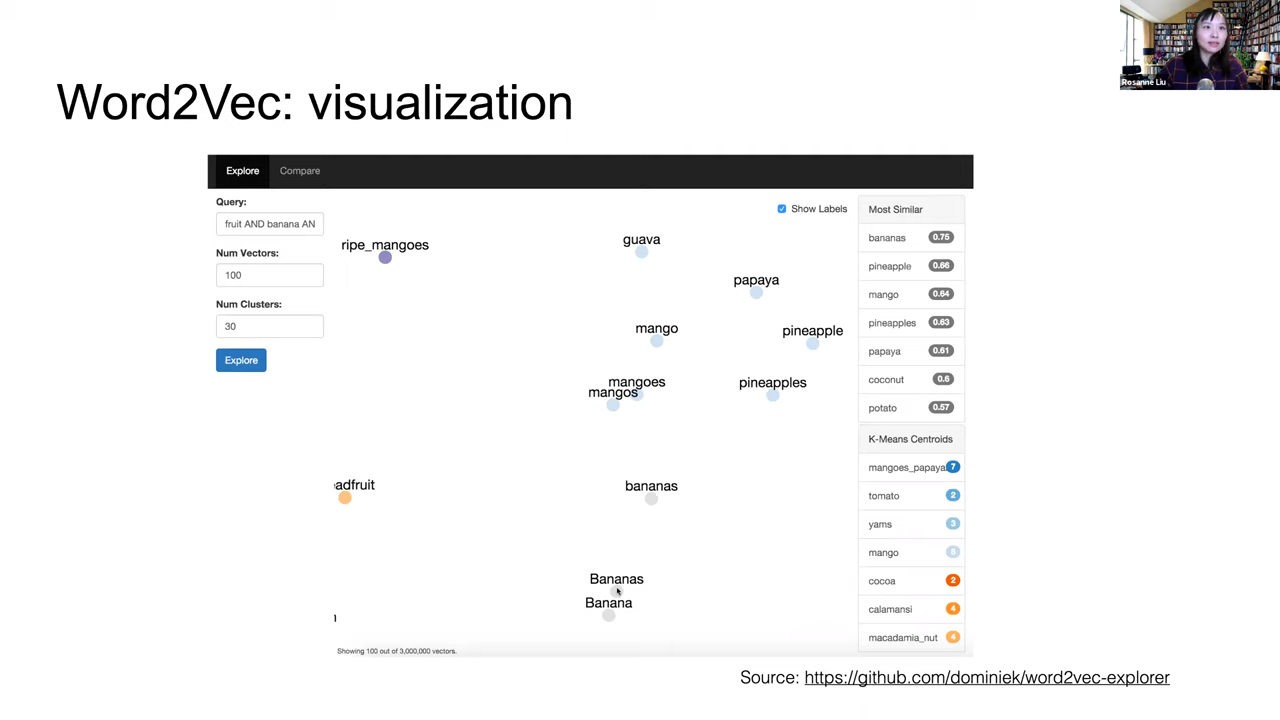 Rosanne Liu
Word2Vec: visualization
Explore
Compare
Query:
fruit AND banana AN
Num Vectors:
100
Num Clusters:
30
Explore
Show Labels
ripe_mangoes
guava
papaya
mango
pineapple
mangoes
mangos
pineapples
adfruit
bananas
Bananas
Banana
Showing 100 out of 3,000,000 vectors.
Most Similar
bananas 0.75
pineapple 0.66
mango 0.64
pineapples 0.63
papaya 0.61
coconut 0.6
potato 0.57
K-Means Centroids
mangoes_papaya 7
tomato 2
yams 3
mango
cocoa 2
calamansi 4
macadamia_nut 4
Source: https://github.com/dominiek/word2vec-explorer